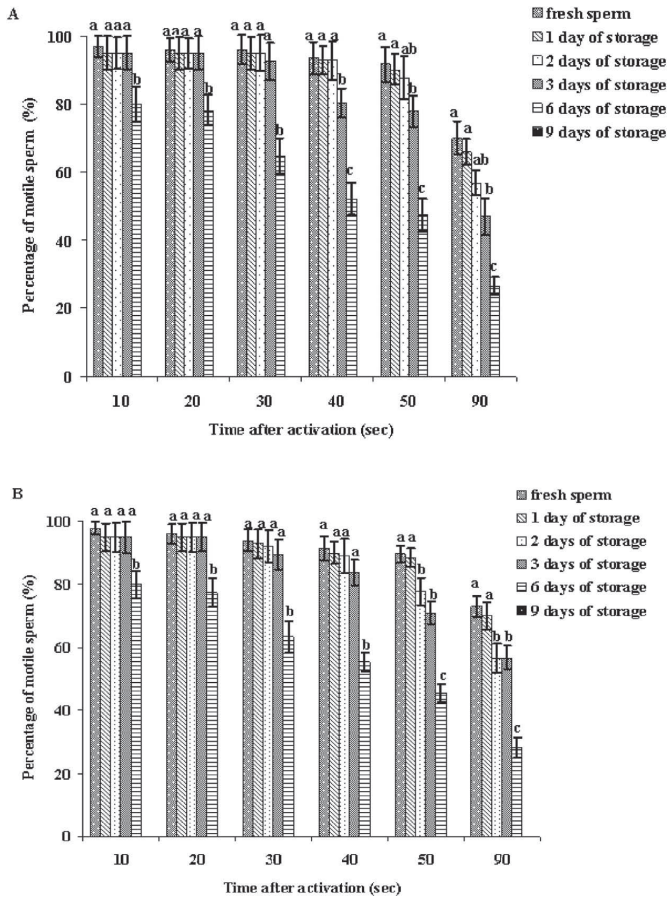 A
fresh sperm
1 day of storage
2 days of storage
3 days of storage
6 days of storage
9 days of storage
Percentage of motile sperm (%)
100
80
60
40
20
0
a a a a b
a a a a b
a a a a b
a a a b c
a a ab b c
a a ab b c
10 20 30 40 50 90
Time after activation (sec)
B
fresh sperm
1 day of storage
2 days of storage
3 days of storage
6 days of storage
9 days of storage
Percentage of motile sperm (%)
100
80
60
40
20
0
a a a a b
a a a a b
a a a a b
a a a a b
a a b b c
a a b b c
10 20 30 40 50 90
Time after activation (sec)